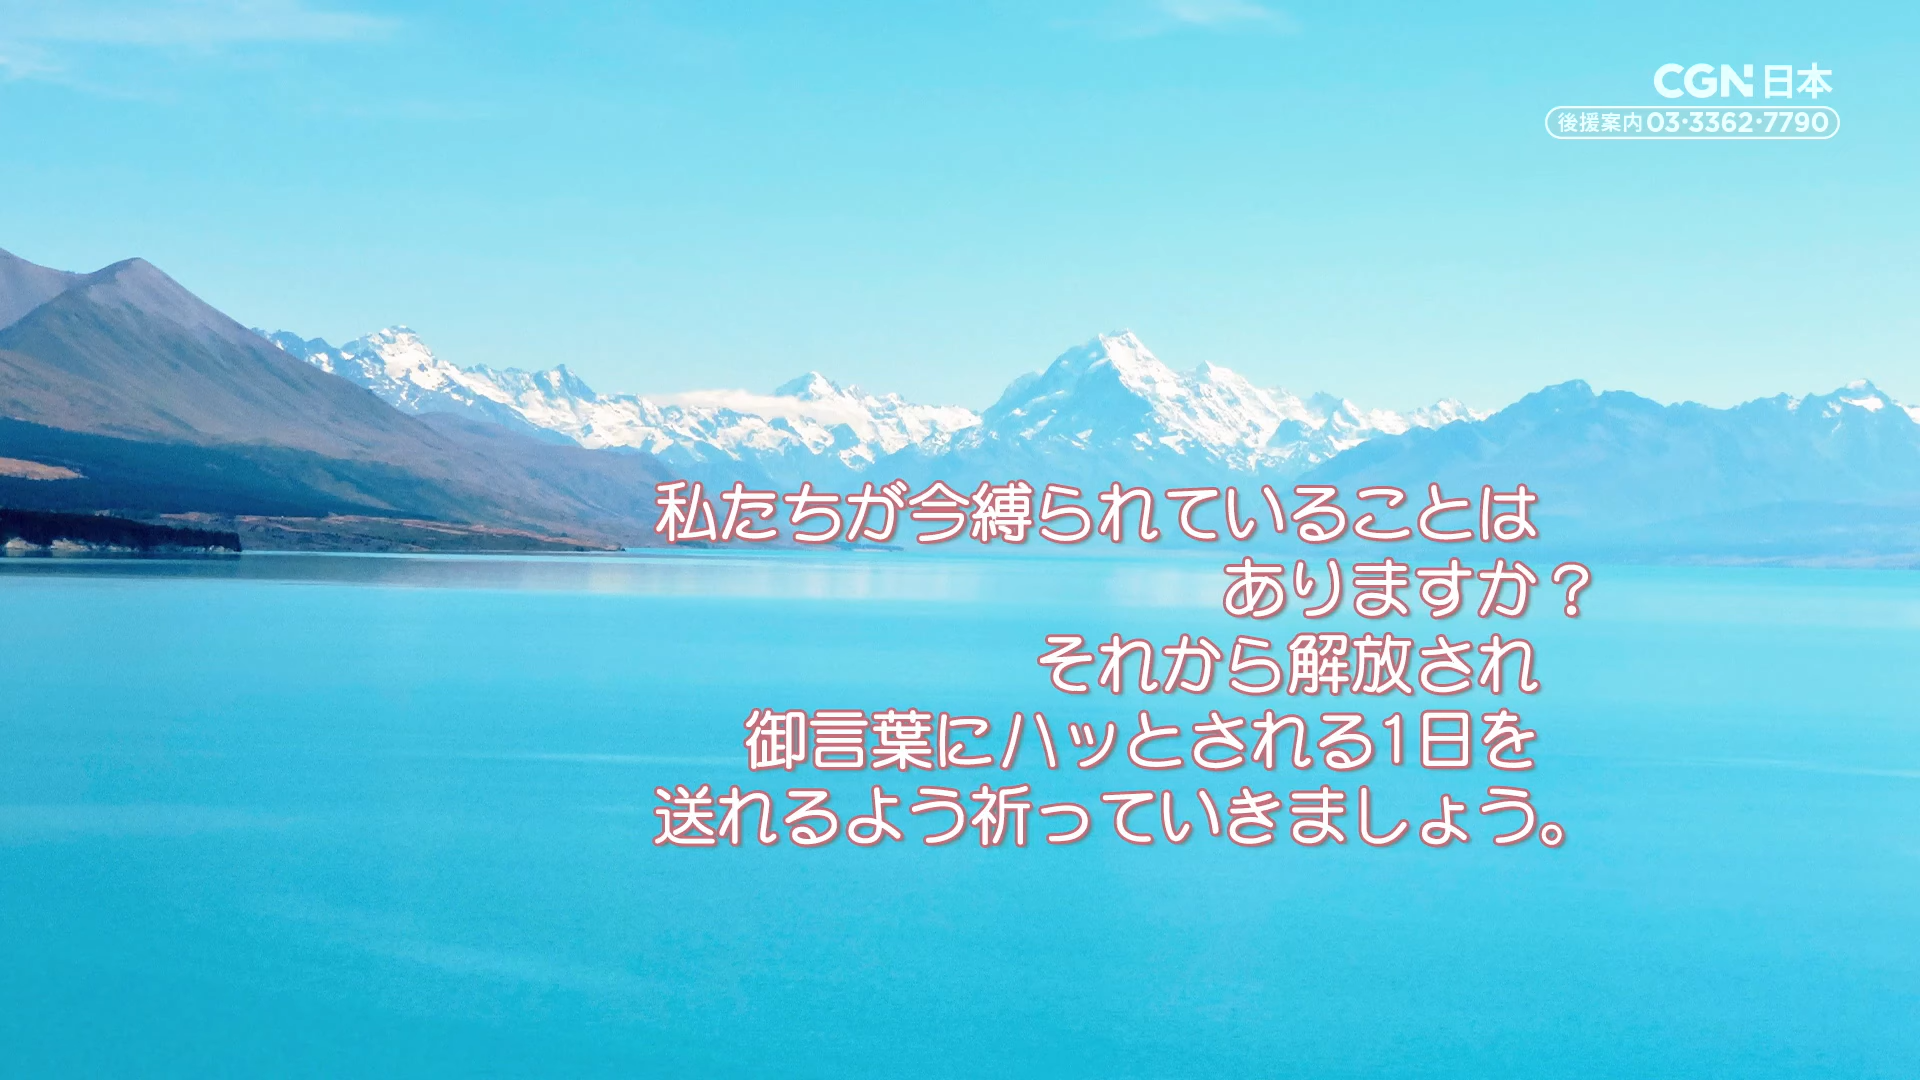 CGN日本
後援案内03·3362·7790
私たちが今縛られていることは
ありますか？
それから解放され
御言葉にハッとされる1日を
送れるよう祈っていきましょう。